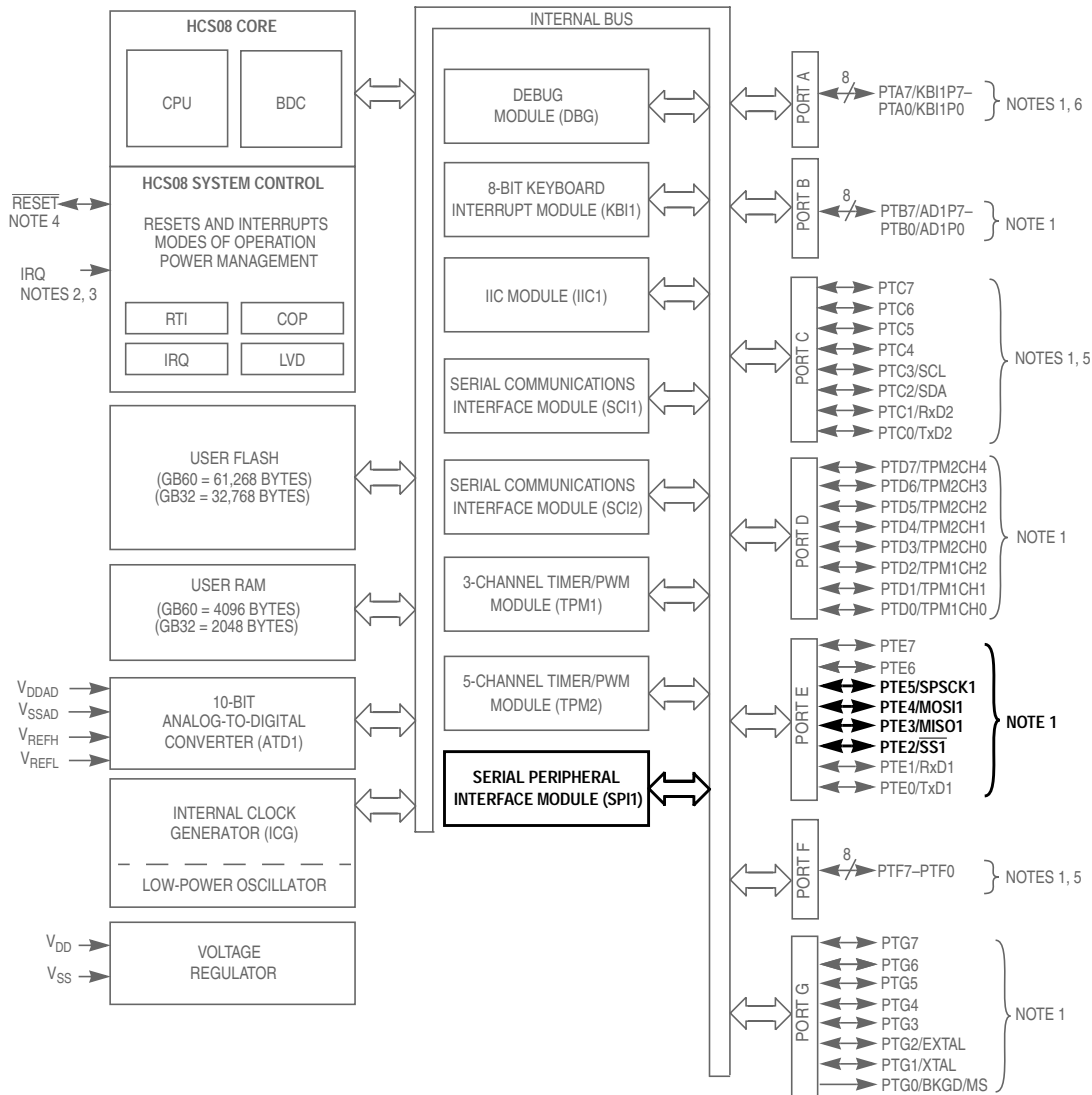 INTERNAL BUS
HCS08 CORE
CPU
BDC
HCS08 SYSTEM CONTROL
RESETS AND INTERRUPTS
MODES OF OPERATION
POWER MANAGEMENT
RTI
COP
IRQ
LVD
RESET
NOTE 4
IRQ
NOTES 2, 3
USER FLASH
(GB60 = 61,268 BYTES)
(GB32 = 32,768 BYTES)
USER RAM
(GB60 = 4096 BYTES)
(GB32 = 2048 BYTES)
VDDAD
VSSAD
VREFH
VREFL
10-BIT
ANALOG-TO-DIGITAL
CONVERTER (ATD1)
INTERNAL CLOCK
GENERATOR (ICG)
LOW-POWER OSCILLATOR
VDD
VSS
VOLTAGE
REGULATOR
DEBUG
MODULE (DBG)
8-BIT KEYBOARD
INTERRUPT MODULE (KBI1)
IIC MODULE (IIC1)
SERIAL COMMUNICATIONS
INTERFACE MODULE (SCI1)
SERIAL COMMUNICATIONS
INTERFACE MODULE (SCI2)
3-CHANNEL TIMER/PWM
MODULE (TPM1)
5-CHANNEL TIMER/PWM
MODULE (TPM2)
SERIAL PERIPHERAL
INTERFACE MODULE (SPI1)
PORT A
8
PTA7/KBI1P7–
PTA0/KBI1P0
NOTES 1, 6
PORT B
8
PTB7/AD1P7–
PTB0/AD1P0
NOTE 1
PORT C
PTC7
PTC6
PTC5
PTC4
PTC3/SCL
PTC2/SDA
PTC1/RxD2
PTC0/TxD2
NOTES 1, 5
PORT D
PTD7/TPM2CH4
PTD6/TPM2CH3
PTD5/TPM2CH2
PTD4/TPM2CH1
PTD3/TPM2CH0
PTD2/TPM1CH2
PTD1/TPM1CH1
PTD0/TPM1CH0
NOTE 1
PORT E
PTE7
PTE6
PTE5/SPSCK1
PTE4/MOSI1
PTE3/MISO1
PTE2/SS1
PTE1/RxD1
PTE0/TxD1
NOTE 1
PORT F
8
PTF7–PTF0
NOTES 1, 5
PORT G
PTG7
PTG6
PTG5
PTG4
PTG3
PTG2/EXTAL
PTG1/XTAL
PTG0/BKGD/MS
NOTE 1